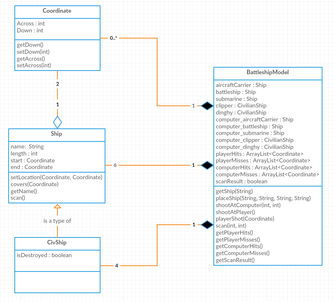 Coordinate
Across : int
Down : int
getDown()
setDown(int)
getAcross()
setAcross(int)
0..*
1
2
1
Ship
name: String
length : int
start : Coordinate
end : Coordinate
setLocation(Coordinate, Coordinate)
covers(Coordinate)
getName()
scan()
6
1
is a type of
CivShip
isDestroyed : boolean
4
1
BattleshipModel
aircraftCarrier : Ship
battleship : Ship
submarine : Ship
clipper : CivilianShip
dinghy : CivilianShip
computer_aircraftCarrier : Ship
computer_battleship : Ship
computer_submarine : Ship
computer_clipper : CivilianShip
computer_dinghy : CivilianShip
playerHits : ArrayList<Coordinate>
playerMisses : ArrayList<Coordinate>
computerHits : ArrayList<Coordinate>
computerMisses : ArrayList<Coordinate>
scanResult : boolean
getShip(String)
placeShip(String, String, String, String)
shootAtComputer(int, int)
shootAtPlayer()
playerShot(Coordinate)
scan(int, int)
getPlayerHits()
getPlayerMisses()
getComputerHits()
getComputerMisses()
getScanResult()